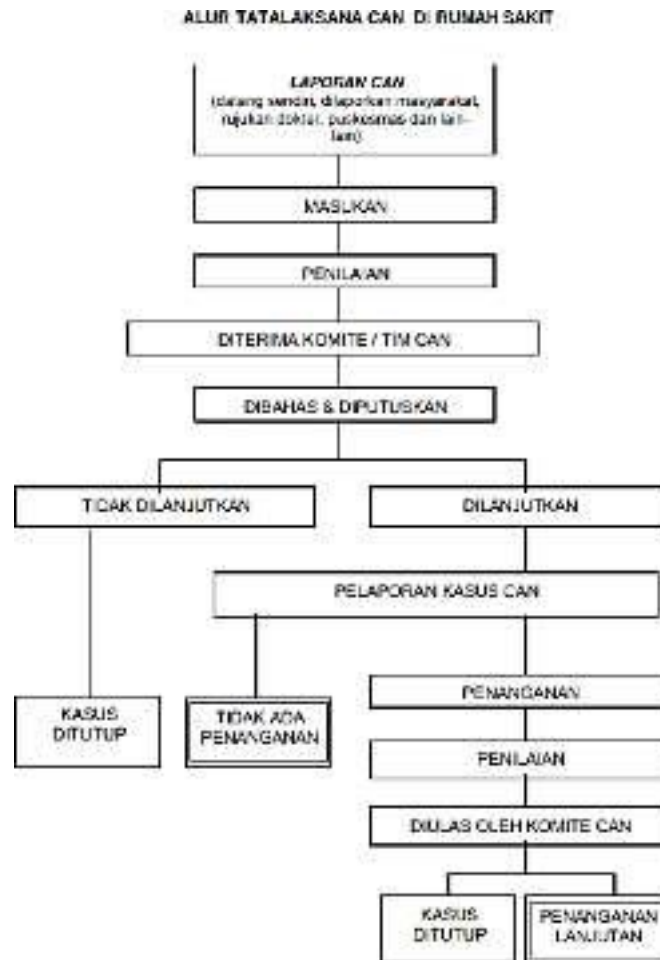 ALUR TATALAKSANA CAN DI RUMAH SAKIT
LAPORAN CAN
(datang sendiri, dilaporkan masyarakat,
rujukan dokter, puskesmas dan lain-
lain)
MASUKAN
PENILAIAN
DITERIMA KOMITE / TIM CAN
DIBAHAS & DIPUTUSKAN
TIDAK DILANJUTKAN
DILANJUTKAN
PELAPORAN KASUS CAN
KASUS
DITUTUP
TIDAK ADA
PENANGANAN
PENANGANAN
PENILAIAN
DIULAS OLEH KOMITE CAN
KASUS
DITUTUP
PENANGANAN
LANJUTAN